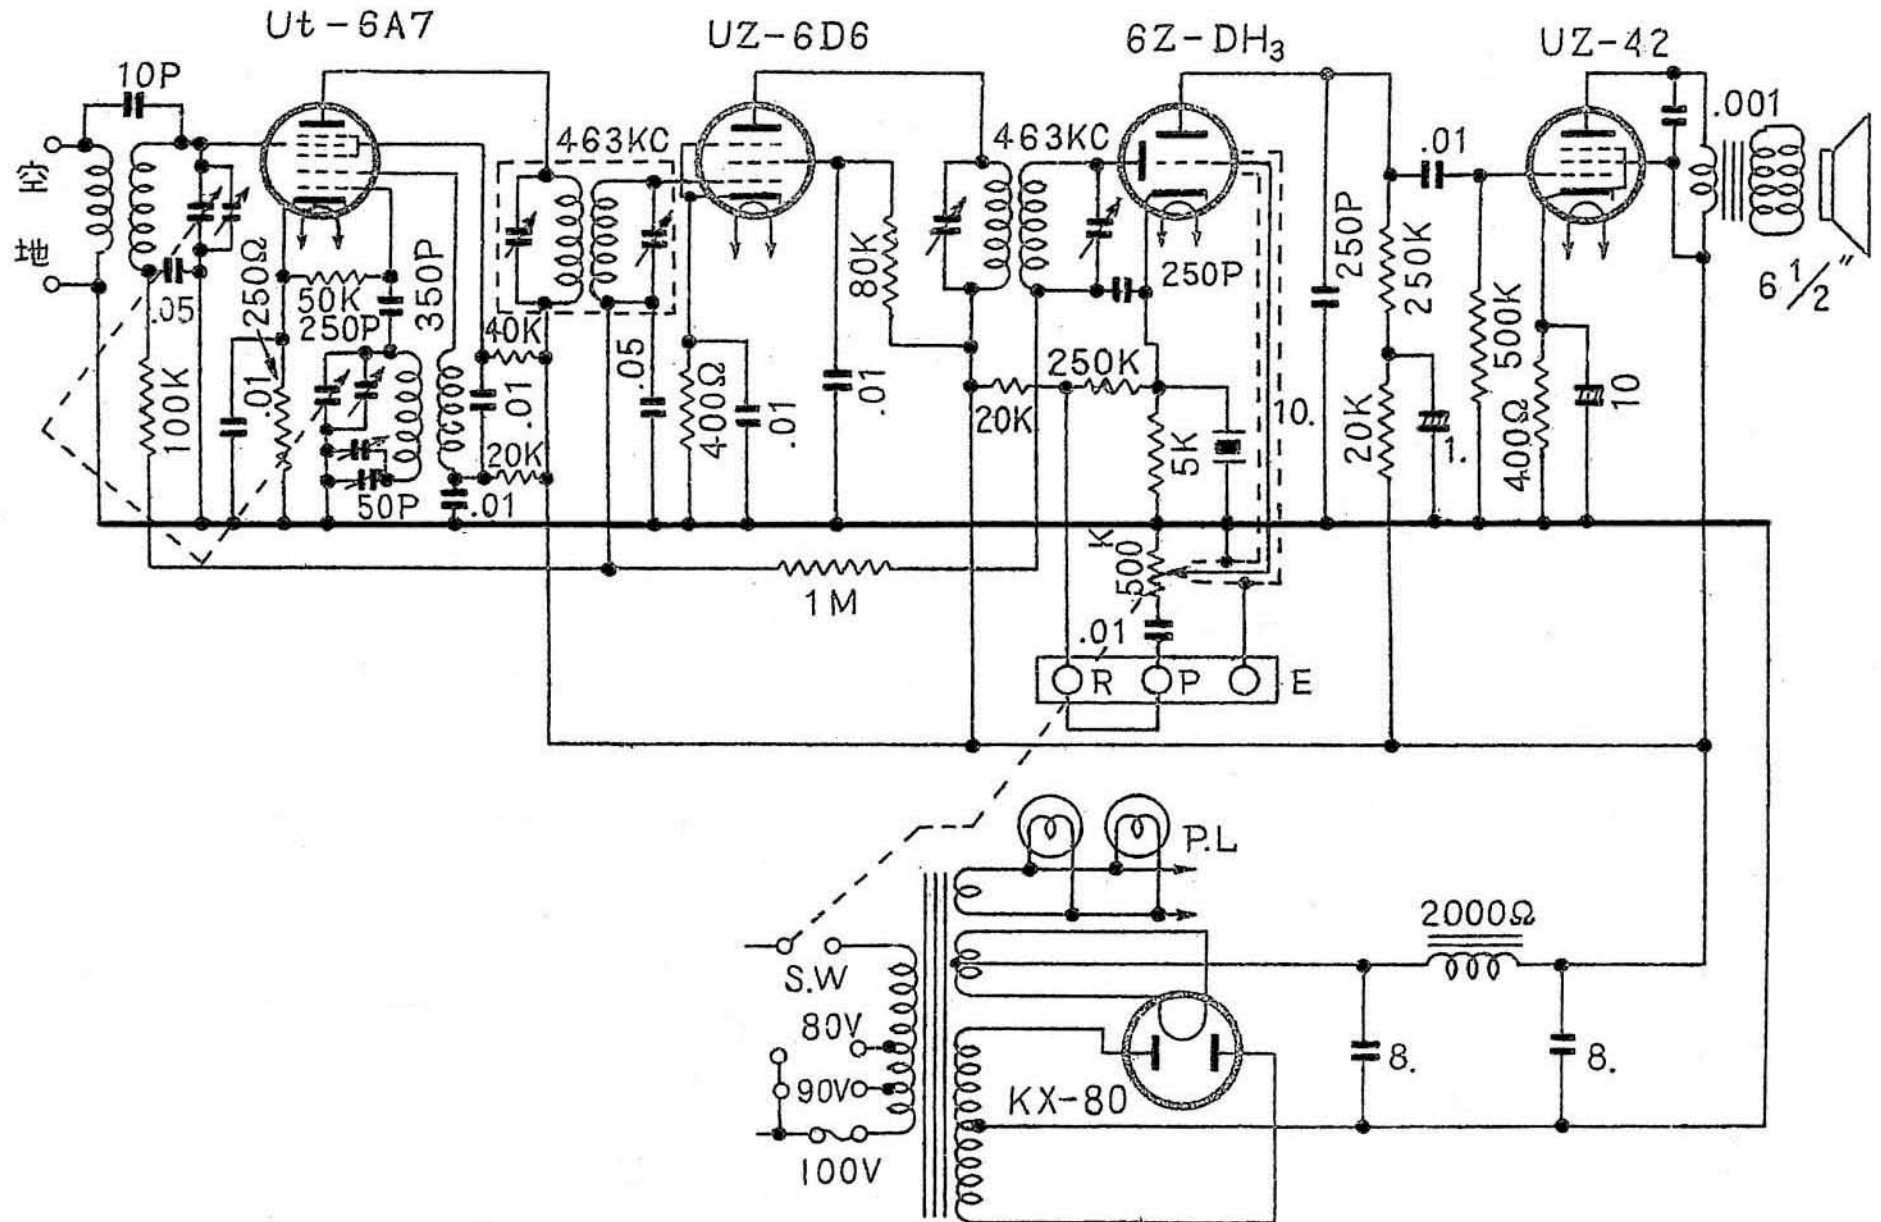 Ut-6A7
UZ-6D6
6Z-DH3
UZ-42
10P
463KC
463KC
.001
.01
空
地
.05
250Ω
50K
250P
350P
100K
.01
40K
.01
20K
50P
.01
.05
400Ω
.01
.01
80K
250P
250K
20K
5K
10.
250P
250K
20K
1.
500K
400Ω
10
6 1/2"
1M
500K
.01
R
P
E
P.L
S.W
80V
90V
100V
KX-80
2000Ω
8.
8.